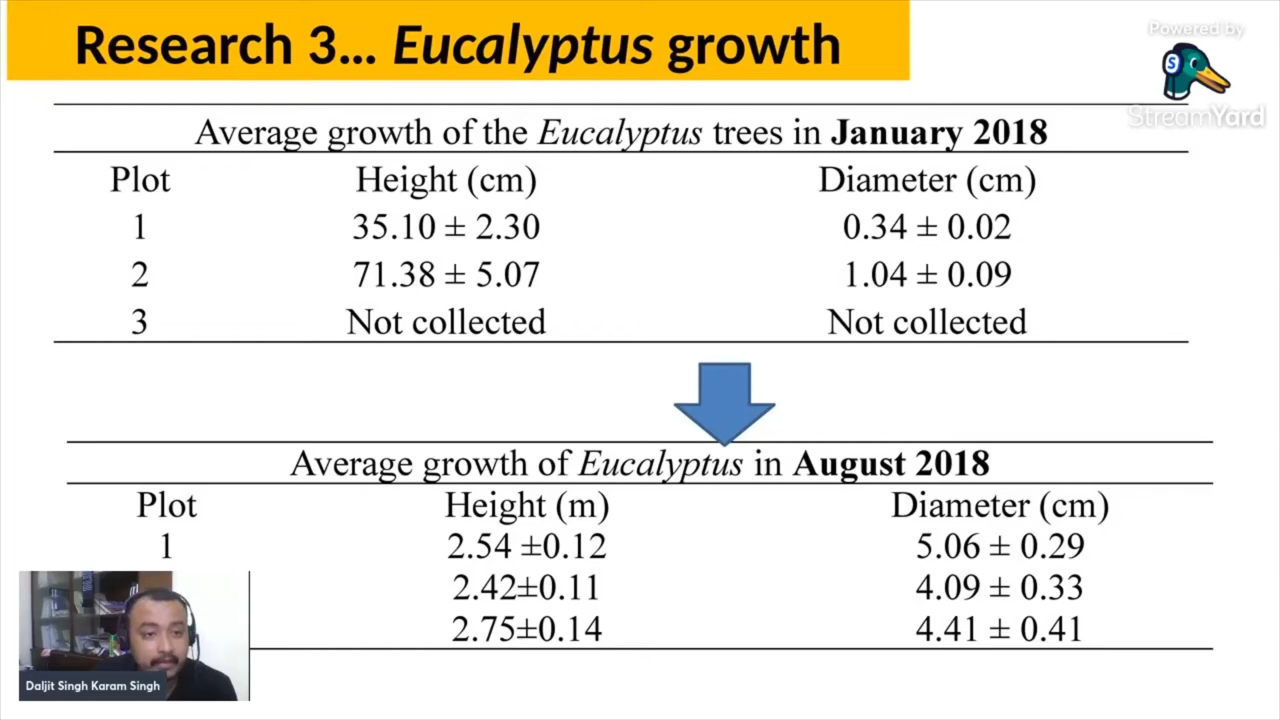 Research 3... Eucalyptus growth
Powered by
StreamYard
Average growth of the Eucalyptus trees in January 2018
Plot Height (cm) Diameter (cm)
1 35.10 ± 2.30 0.34 ± 0.02
2 71.38 ± 5.07 1.04 ± 0.09
3 Not collected Not collected
Average growth of Eucalyptus in August 2018
Plot Height (m) Diameter (cm)
1 2.54 ±0.12 5.06 ± 0.29
2.42±0.11 4.09 ± 0.33
2.75±0.14 4.41 ± 0.41
Daljit Singh Karam Singh